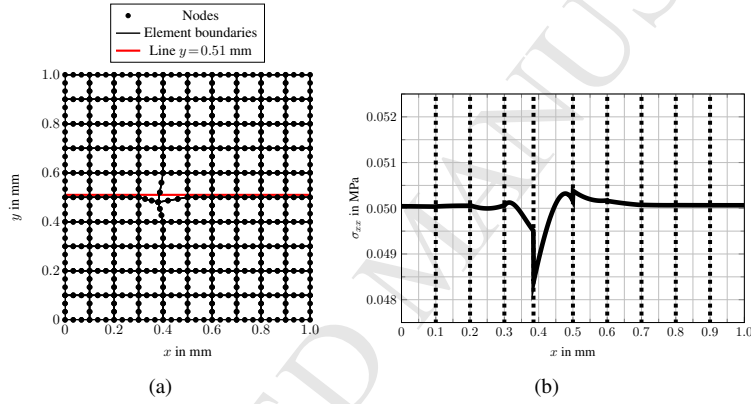 Nodes
Element boundaries
Line y=0.51 mm
1.0
0.8
0.6
0.4
0.2
0
0
0.2
0.4
0.6
0.8
1.0
y in mm
x in mm
(a)
0.052
0.051
0.050
0.049
0.048
0
0.1
0.2
0.3
0.4
0.5
0.6
0.7
0.8
0.9
1.0
σxx in MPa
x in mm
(b)
ED MANUS